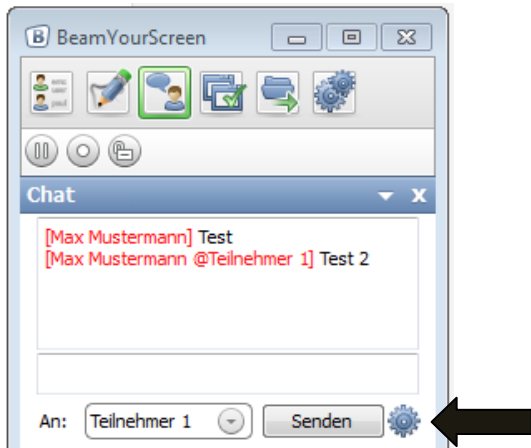 BeamYourScreen
Chat
[Max Mustermann] Test
[Max Mustermann @Teilnehmer 1] Test 2
An: Teilnehmer 1 Senden